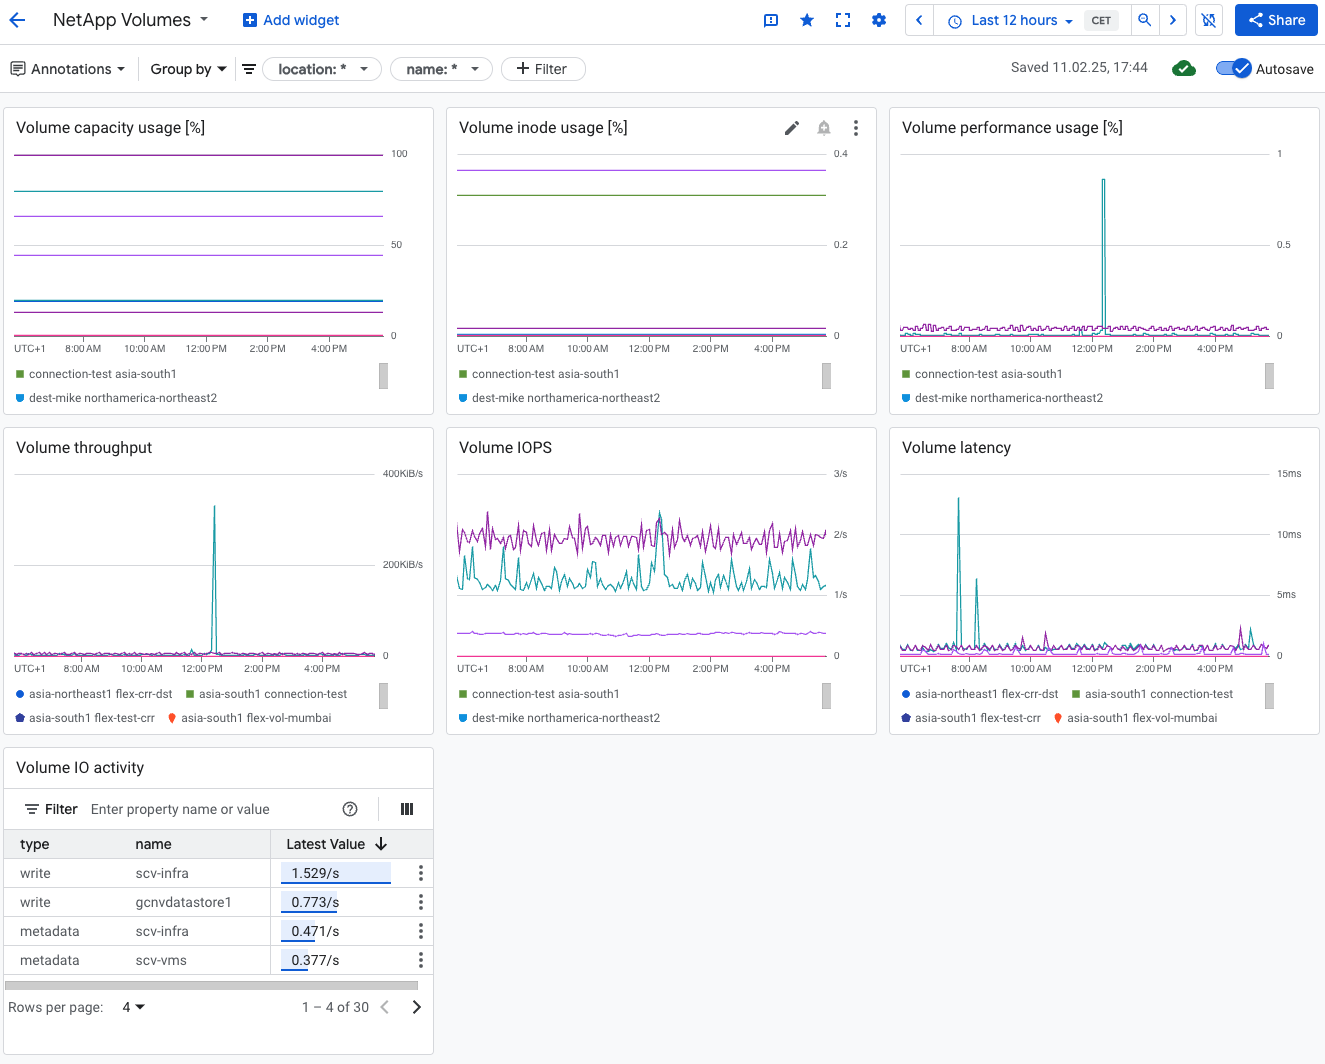 NetApp Volumes
Add widget
Last 12 hours
CET
Share
Annotations
Group by
location: *
name: *
Filter
Saved 11.02.25, 17:44
Autosave
Volume capacity usage [%]
100
50
0
UTC+1 8:00 AM 10:00 AM 12:00 PM 2:00 PM 4:00 PM
connection-test asia-south1
dest-mike northamerica-northeast2
Volume inode usage [%]
0.4
0.2
0
UTC+1 8:00 AM 10:00 AM 12:00 PM 2:00 PM 4:00 PM
connection-test asia-south1
dest-mike northamerica-northeast2
Volume performance usage [%]
1
0.5
0
UTC+1 8:00 AM 10:00 AM 12:00 PM 2:00 PM 4:00 PM
connection-test asia-south1
dest-mike northamerica-northeast2
Volume throughput
400KiB/s
200KiB/s
0
UTC+1 8:00 AM 10:00 AM 12:00 PM 2:00 PM 4:00 PM
asia-northeast1 flex-crr-dst asia-south1 connection-test
asia-south1 flex-test-crr asia-south1 flex-vol-mumbai
Volume IOPS
3/s
2/s
1/s
0
UTC+1 8:00 AM 10:00 AM 12:00 PM 2:00 PM 4:00 PM
connection-test asia-south1
dest-mike northamerica-northeast2
Volume latency
15ms
10ms
5ms
0
UTC+1 8:00 AM 10:00 AM 12:00 PM 2:00 PM 4:00 PM
asia-northeast1 flex-crr-dst asia-south1 connection-test
asia-south1 flex-test-crr asia-south1 flex-vol-mumbai
Volume IO activity
Filter Enter property name or value
type name Latest Value
write scv-infra 1.529/s
write gcnvdatastore1 0.773/s
metadata scv-infra 0.471/s
metadata scv-vms 0.377/s
Rows per page: 4 1 – 4 of 30